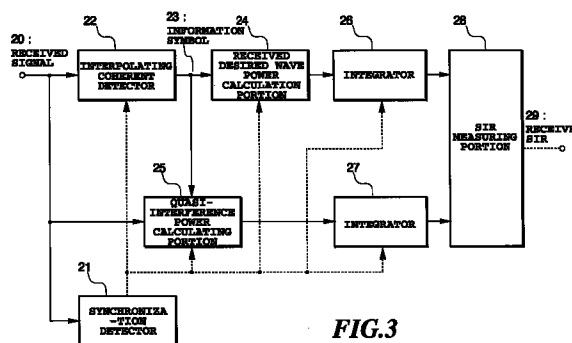 20 :
RECEIVED
SIGNAL
22
INTERPOLATING
COHERENT
DETECTOR
23 :
INFORMATION
SYMBOL
24
RECEIVED
DESIRED WAVE
POWER
CALCULATION
PORTION
26
INTEGRATOR
28
SIR
MEASURING
PORTION
29 :
RECEIVE
SIR
25
QUASI-
INTERFERENCE
POWER
CALCULATING
PORTION
27
INTEGRATOR
21
SYNCHRONIZA
-TION
DETECTOR
FIG.3